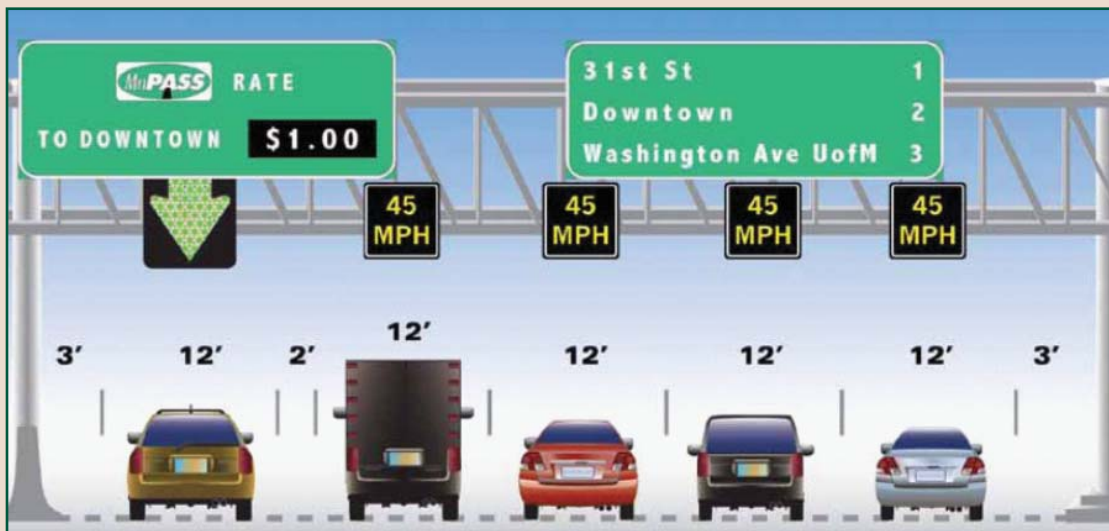 MnPASS RATE
TO DOWNTOWN $1.00
31st St 1
Downtown 2
Washington Ave UofM 3
45
MPH
45
MPH
45
MPH
45
MPH
3′ 12′ 2′ 12′ 12′ 12′ 12′ 3′